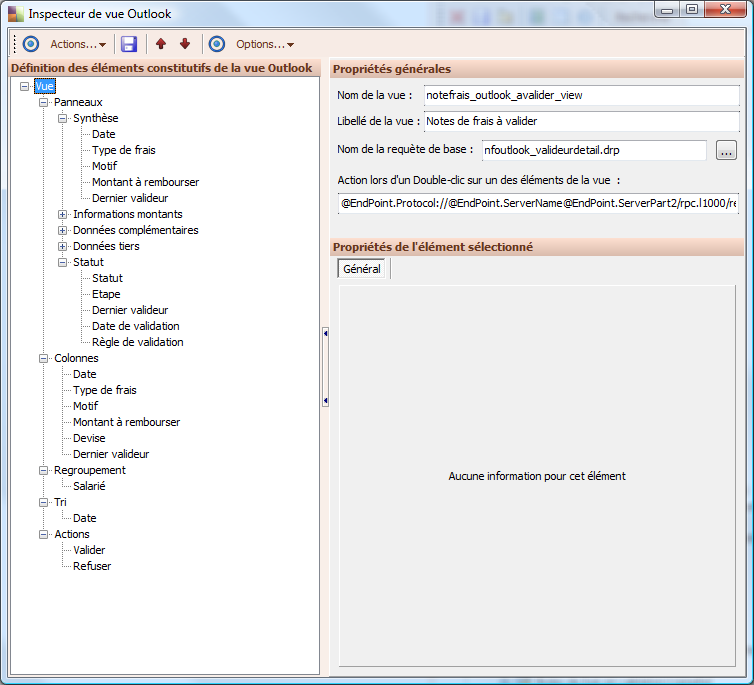 Inspecteur de vue Outlook
Actions...
Options...
Définition des éléments constitutifs de la vue Outlook
Vue
Panneaux
Synthèse
Date
Type de frais
Motif
Montant à rembourser
Dernier valideur
Informations montants
Données complémentaires
Données tiers
Statut
Statut
Etape
Dernier valideur
Date de validation
Règle de validation
Colonnes
Date
Type de frais
Motif
Montant à rembourser
Devise
Dernier valideur
Regroupement
Salarié
Tri
Date
Actions
Valider
Refuser
Propriétés générales
Nom de la vue : notefrais_outlook_avalider_view
Libellé de la vue : Notes de frais à valider
Nom de la requète de base : nfoutlook_valideurdetail.drp ...
Action lors d'un Double-clic sur un des éléments de la vue :
@EndPoint.Protocol://@EndPoint.ServerName@EndPoint.ServerPart2/rpc.l1000/re
Propriétés de l'élément sélectionné
Général
Aucune information pour cet élément